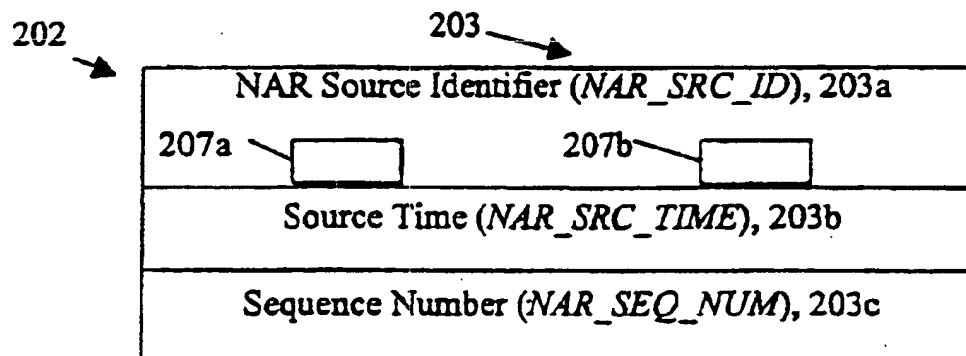 202
203
NAR Source Identifier (NAR_SRC_ID), 203a
207a
207b
Source Time (NAR_SRC_TIME), 203b
Sequence Number (NAR_SEQ_NUM), 203c